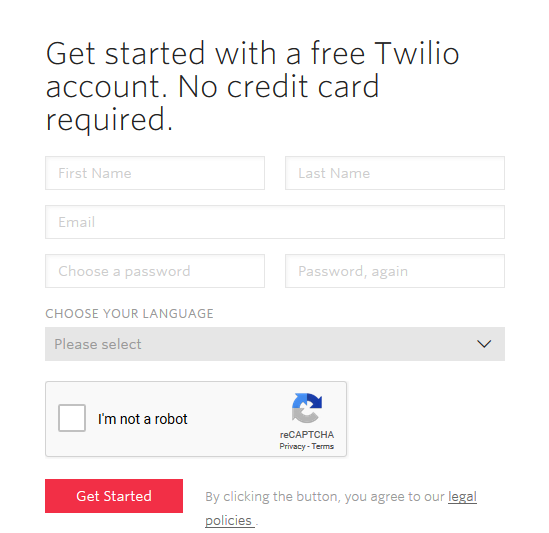 Get started with a free Twilio
account. No credit card
required.
First Name
Last Name
Email
Choose a password
Password, again
CHOOSE YOUR LANGUAGE
Please select
I'm not a robot
reCAPTCHA
Privacy - Terms
Get Started
By clicking the button, you agree to our legal
policies .